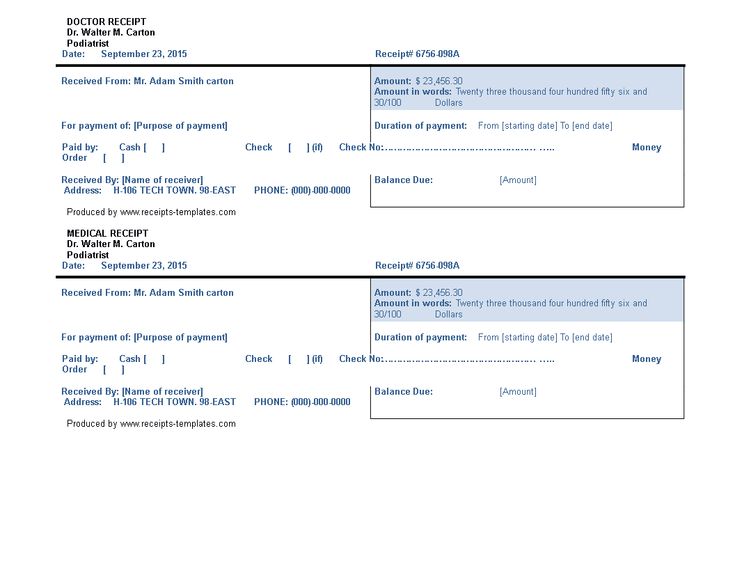 DOCTOR RECEIPT
Dr. Walter M. Carton
Podiatrist
Date: September 23, 2015 Receipt# 6756-098A
Received From: Mr. Adam Smith carton Amount: $ 23,456.30
Amount in words: Twenty three thousand four hundred fifty six and
30/100 Dollars
For payment of: [Purpose of payment] Duration of payment: From [starting date] To [end date]
Paid by: Cash [ ] Check [ ] (if) Check No:……………………………………………… ….. Money
Order [ ]
Received By: [Name of receiver] Balance Due: [Amount]
Address: H-106 TECH TOWN. 98-EAST PHONE: (000)-000-0000
Produced by www.receipts-templates.com
MEDICAL RECEIPT
Dr. Walter M. Carton
Podiatrist
Date: September 23, 2015 Receipt# 6756-098A
Received From: Mr. Adam Smith carton Amount: $ 23,456.30
Amount in words: Twenty three thousand four hundred fifty six and
30/100 Dollars
For payment of: [Purpose of payment] Duration of payment: From [starting date] To [end date]
Paid by: Cash [ ] Check [ ] (if) Check No:……………………………………………… ….. Money
Order [ ]
Received By: [Name of receiver] Balance Due: [Amount]
Address: H-106 TECH TOWN. 98-EAST PHONE: (000)-000-0000
Produced by www.receipts-templates.com